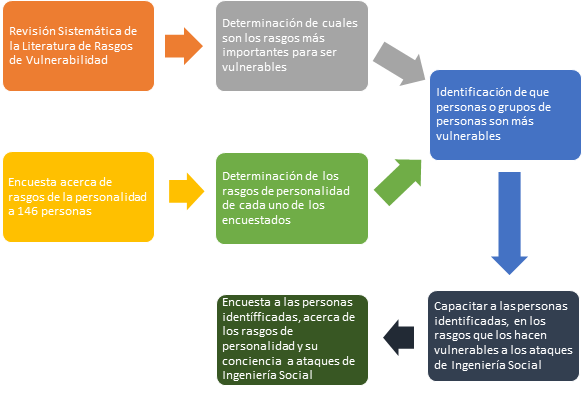 Revisión Sistemática de
la Literatura de Rasgos
de Vulnerabilidad
Determinación de cuales
son los rasgos más
importantes para ser
vulnerables
Identificación de que
personas o grupos de
personas son más
vulnerables
Encuesta acerca de
rasgos de la personalidad
a 146 personas
Determinación de los
rasgos de personalidad
de cada uno de los
encuestados
Capacitar a las personas
identificadas, en los
rasgos que los hacen
vulnerables a los ataques
de Ingeniería Social
Encuesta a las personas
identífficadas, acerca de
los rasgos de
personalidad y su
conciencia a ataques de
Ingeniería Social